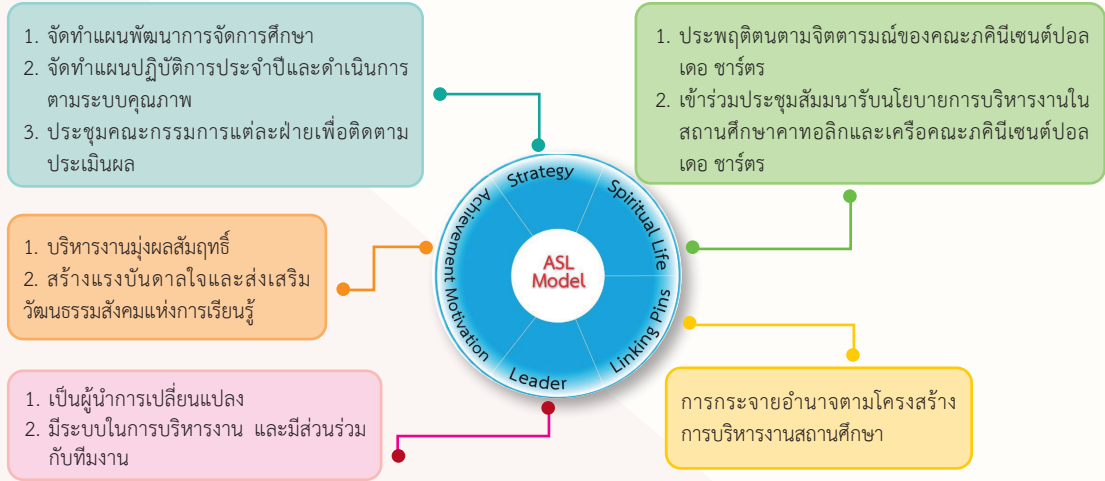 1. จัดทำแผนพัฒนาการจัดการศึกษา
2. จัดทำแผนปฏิบัติการประจำปีและดำเนินการ
ตามระบบคุณภาพ
3. ประชุมคณะกรรมการแต่ละฝ่ายเพื่อติดตาม
ประเมินผล
1. ประพฤติตนตามจิตตารมณ์ของคณะภคินีเซนต์ปอล
เดอ ชาร์ตร
2. เข้าร่วมประชุมสัมมนารับนโยบายการบริหารงานใน
สถานศึกษาคาทอลิกและเครือคณะภคินีเซนต์ปอล
เดอ ชาร์ตร
Strategy
Spiritual Life
Achievement Motivation
ASL
Model
Linking Pins
Leader
1. บริหารงานมุ่งผลสัมฤทธิ์
2. สร้างแรงบันดาลใจและส่งเสริม
วัฒนธรรมสังคมแห่งการเรียนรู้
1. เป็นผู้นำการเปลี่ยนแปลง
2. มีระบบในการบริหารงาน และมีส่วนร่วม
กับทีมงาน
การกระจายอำนาจตามโครงสร้าง
การบริหารงานสถานศึกษา